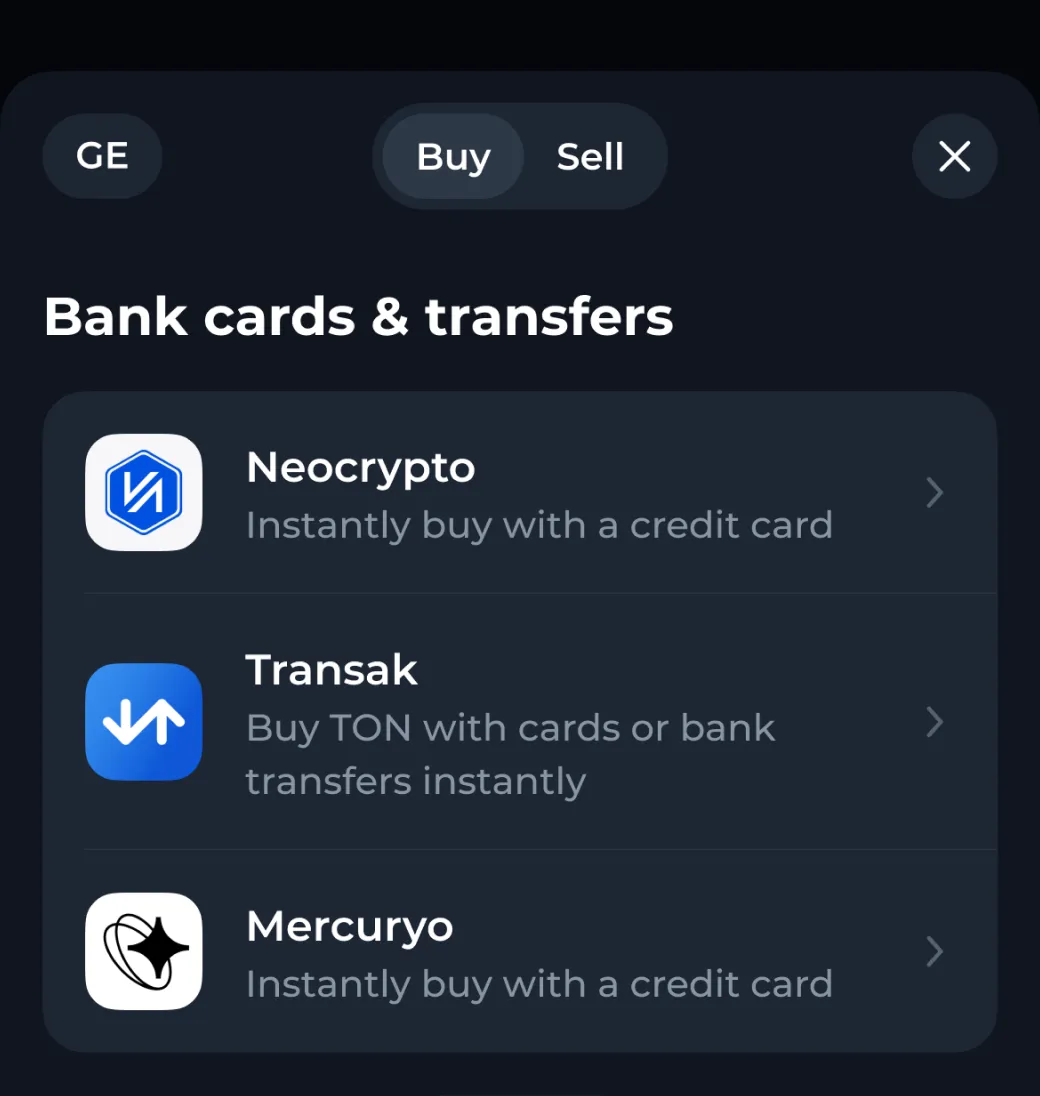 GE
Buy
Sell
Bank cards & transfers
Neocrypto
Instantly buy with a credit card
Transak
Buy TON with cards or bank
transfers instantly
Mercuryo
Instantly buy with a credit card